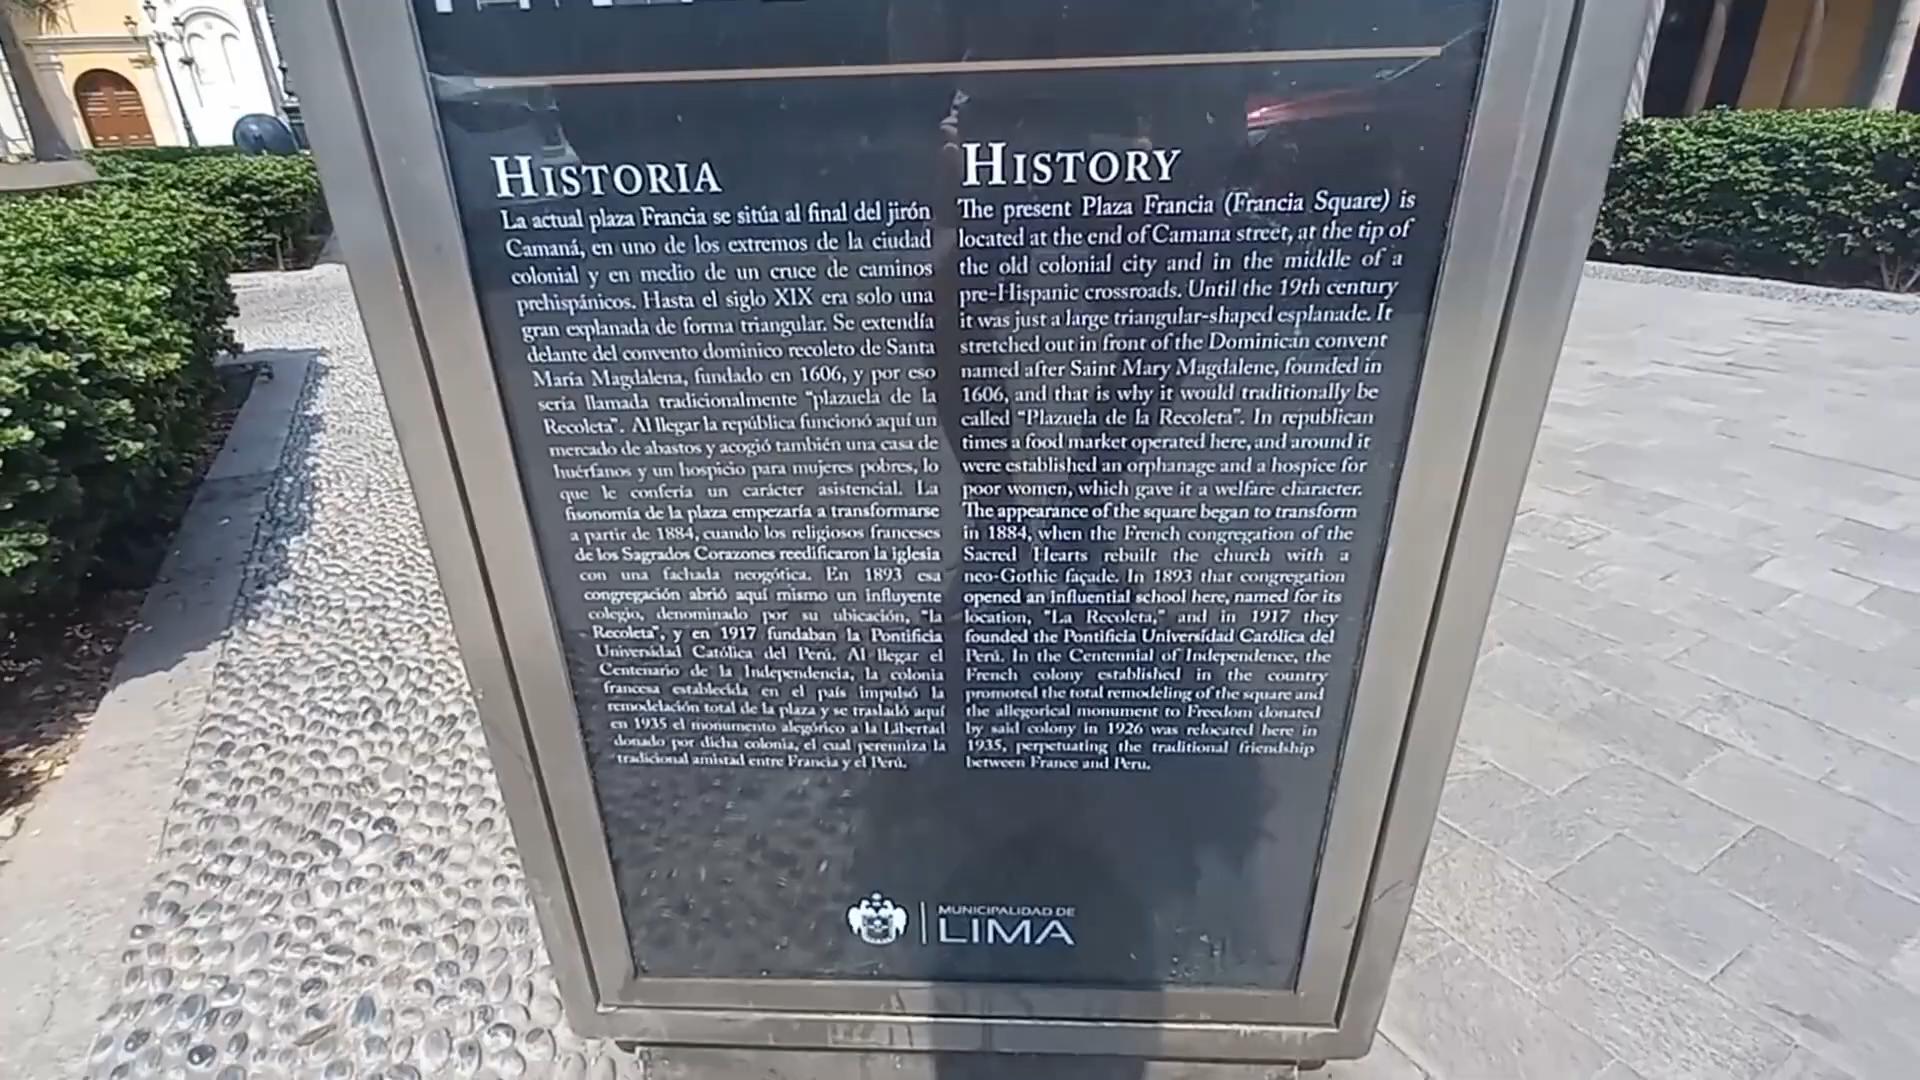 HISTORIA
La actual plaza Francia se sitúa al final del jirón
Camaná, en uno de los extremos de la ciudad
colonial y en medio de un cruce de caminos
prehispánicos. Hasta el siglo XIX era solo una
gran explanada de forma triangular. Se extendía
delante del convento dominico recoleto de Santa
María Magdalena, fundado en 1606, y por eso
sería llamada tradicionalmente "plazuela de la
Recoleta". Al llegar la república funcionó aquí un
mercado de abastos y acogió también una casa de
huérfanos y un hospicio para mujeres pobres, lo
que le confería un carácter asistencial. La
fisonomía de la plaza empezaría a transformarse
a partir de 1884, cuando los religiosos franceses
de los Sagrados Corazones reedificaron la iglesia
con una fachada neogótica. En 1893 esa
congregación abrió aquí mismo un influyente
colegio, denominado por su ubicación, "la
Recoleta", y en 1917 fundaban la Pontificia
Universidad Católica del Perú. Al llegar el
Centenario de la Independencia, la colonia
francesa establecida en el país impulsó la
remodelación total de la plaza y se trasladó aquí
en 1935 el monumento alegórico a la Libertad
donado por dicha colonia, el cual perenniza la
tradicional amistad entre Francia y el Perú.
HISTORY
The present Plaza Francia (Francia Square) is
located at the end of Camana street, at the tip of
the old colonial city and in the middle of a
pre-Hispanic crossroads. Until the 19th century
it was just a large triangular-shaped esplanade. It
stretched out in front of the Dominican convent
named after Saint Mary Magdalene, founded in
1606, and that is why it would traditionally be
called "Plazuela de la Recoleta". In republican
times a food market operated here, and around it
were established an orphanage and a hospice for
poor women, which gave it a welfare character.
The appearance of the square began to transform
in 1884, when the French congregation of the
Sacred Hearts rebuilt the church with a
neo-Gothic façade. In 1893 that congregation
opened an influential school here, named for its
location, "La Recoleta," and in 1917 they
founded the Pontificia Universidad Católica del
Perú. In the Centennial of Independence, the
French colony established in the country
promoted the total remodeling of the square and
the allegorical monument to Freedom donated
by said colony in 1926 was relocated here in
1935, perpetuating the traditional friendship
between France and Peru.
MUNICIPALIDAD DE
LIMA